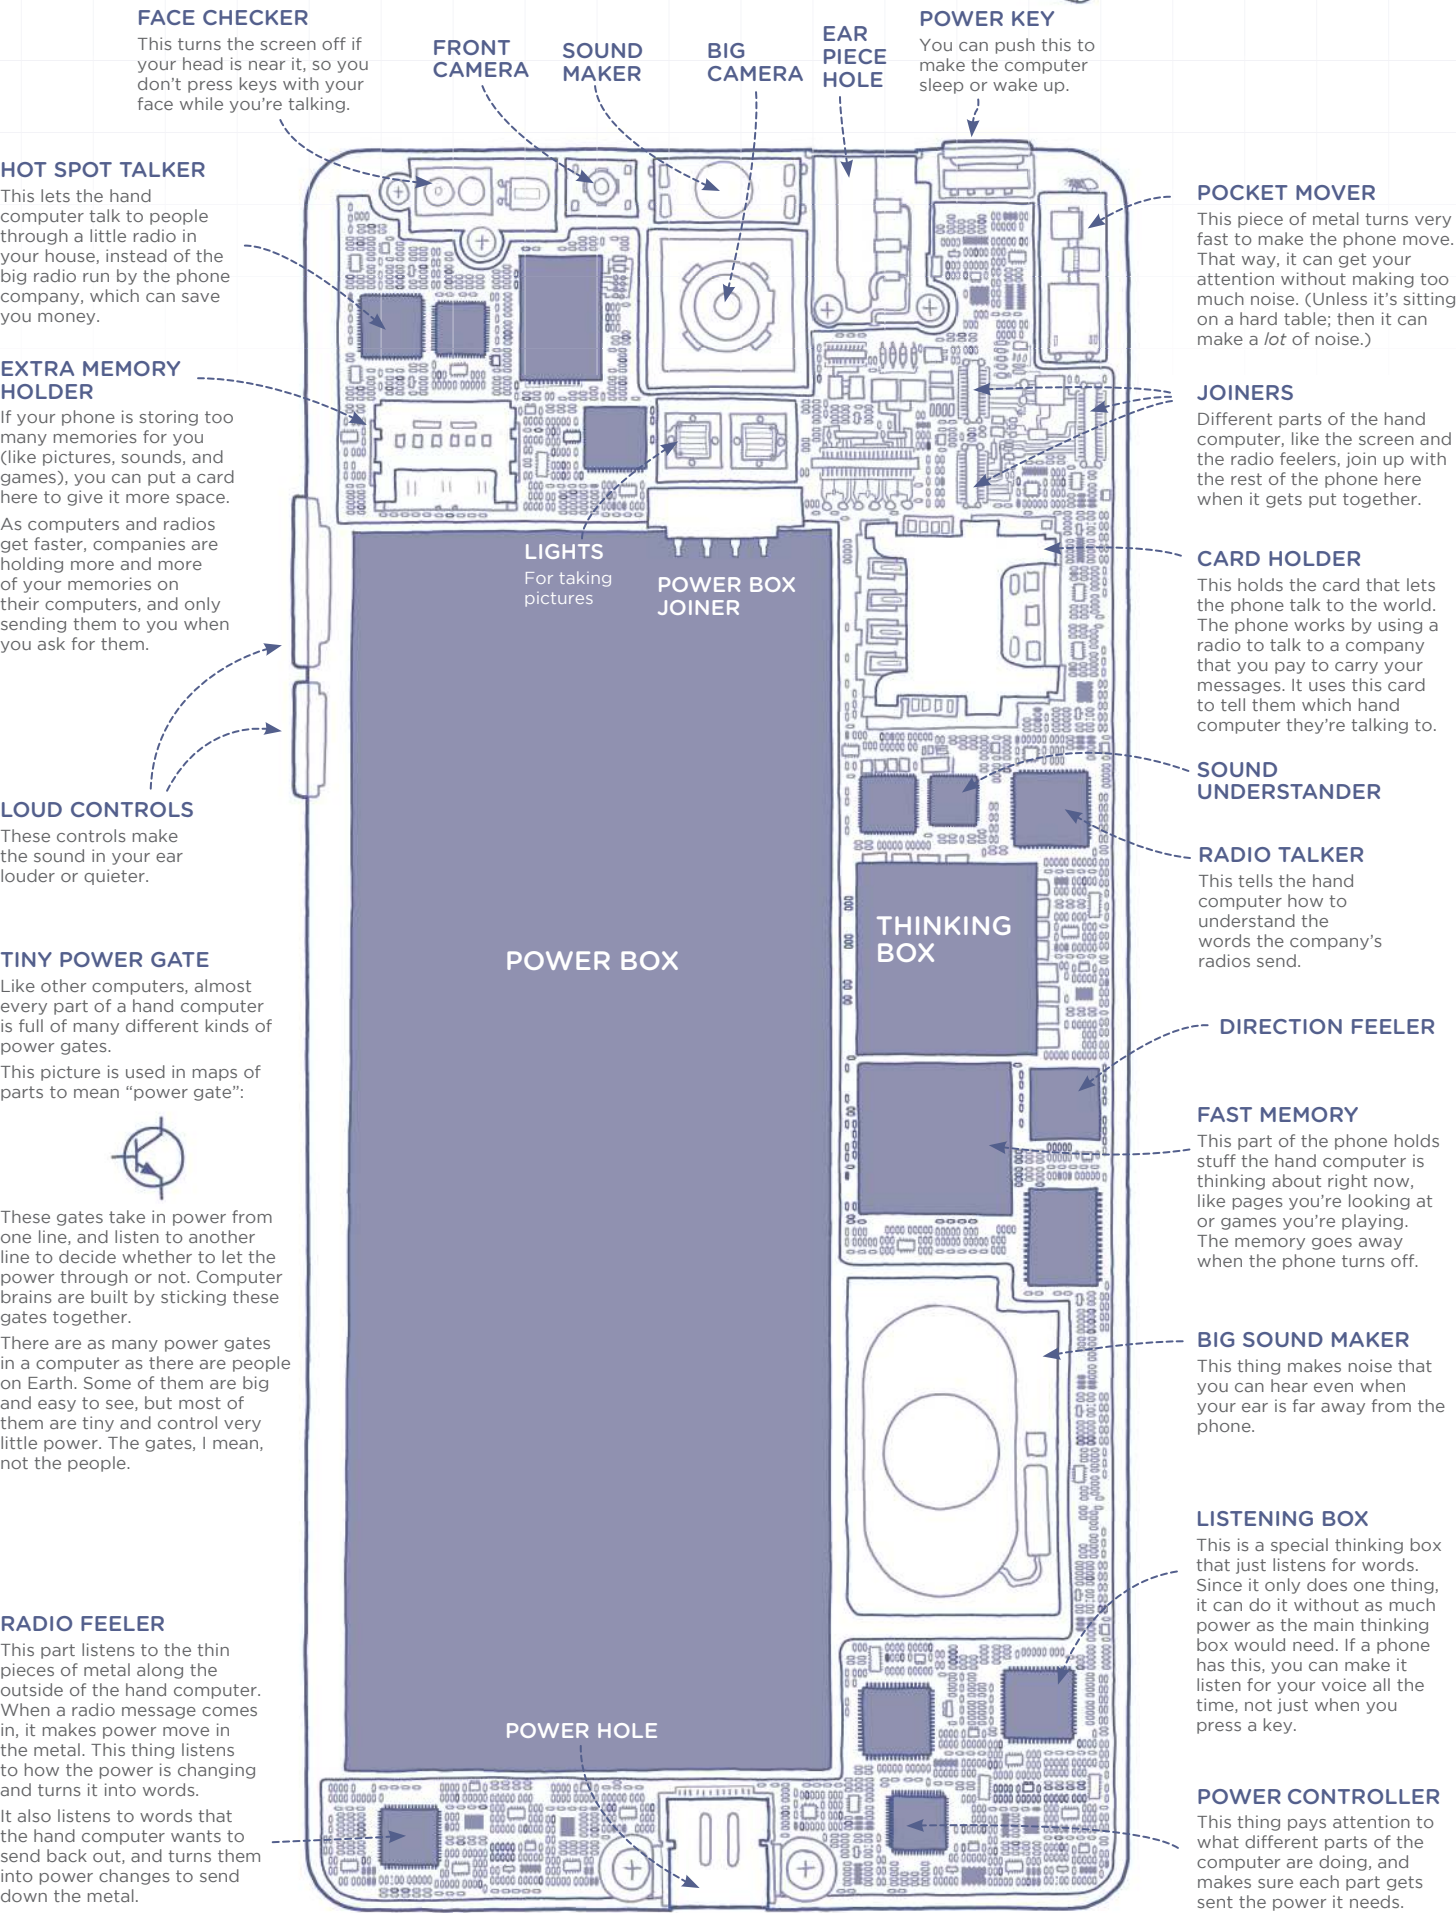 FACE CHECKER
This turns the screen off if
your head is near it, so you
don't press keys with your
face while you're talking.
FRONT
CAMERA
SOUND
MAKER
BIG
CAMERA
EAR
PIECE
HOLE
POWER KEY
You can push this to
make the computer
sleep or wake up.
HOT SPOT TALKER
This lets the hand
computer talk to people
through a little radio in
your house, instead of the
big radio run by the phone
company, which can save
you money.
EXTRA MEMORY
HOLDER
If your phone is storing too
many memories for you
(like pictures, sounds, and
games), you can put a card
here to give it more space.
As computers and radios
get faster, companies are
holding more and more
of your memories on
their computers, and only
sending them to you when
you ask for them.
LOUD CONTROLS
These controls make
the sound in your ear
louder or quieter.
TINY POWER GATE
Like other computers, almost
every part of a hand computer
is full of many different kinds of
power gates.
This picture is used in maps of
parts to mean “power gate”:
These gates take in power from
one line, and listen to another
line to decide whether to let the
power through or not. Computer
brains are built by sticking these
gates together.
There are as many power gates
in a computer as there are people
on Earth. Some of them are big
and easy to see, but most of
them are tiny and control very
little power. The gates, I mean,
not the people.
RADIO FEELER
This part listens to the thin
pieces of metal along the
outside of the hand computer.
When a radio message comes
in, it makes power move in
the metal. This thing listens
to how the power is changing
and turns it into words.
It also listens to words that
the hand computer wants to
send back out, and turns them
into power changes to send
down the metal.
LIGHTS
For taking
pictures
POWER BOX
JOINER
POWER BOX
THINKING
BOX
POWER HOLE
POCKET MOVER
This piece of metal turns very
fast to make the phone move.
That way, it can get your
attention without making too
much noise. (Unless it's sitting
on a hard table; then it can
make a lot of noise.)
JOINERS
Different parts of the hand
computer, like the screen and
the radio feelers, join up with
the rest of the phone here
when it gets put together.
CARD HOLDER
This holds the card that lets
the phone talk to the world.
The phone works by using a
radio to talk to a company
that you pay to carry your
messages. It uses this card
to tell them which hand
computer they're talking to.
SOUND
UNDERSTANDER
RADIO TALKER
This tells the hand
computer how to
understand the
words the company's
radios send.
DIRECTION FEELER
FAST MEMORY
This part of the phone holds
stuff the hand computer is
thinking about right now,
like pages you're looking at
or games you're playing.
The memory goes away
when the phone turns off.
BIG SOUND MAKER
This thing makes noise that
you can hear even when
your ear is far away from the
phone.
LISTENING BOX
This is a special thinking box
that just listens for words.
Since it only does one thing,
it can do it without as much
power as the main thinking
box would need. If a phone
has this, you can make it
listen for your voice all the
time, not just when you
press a key.
POWER CONTROLLER
This thing pays attention to
what different parts of the
computer are doing, and
makes sure each part gets
sent the power it needs.